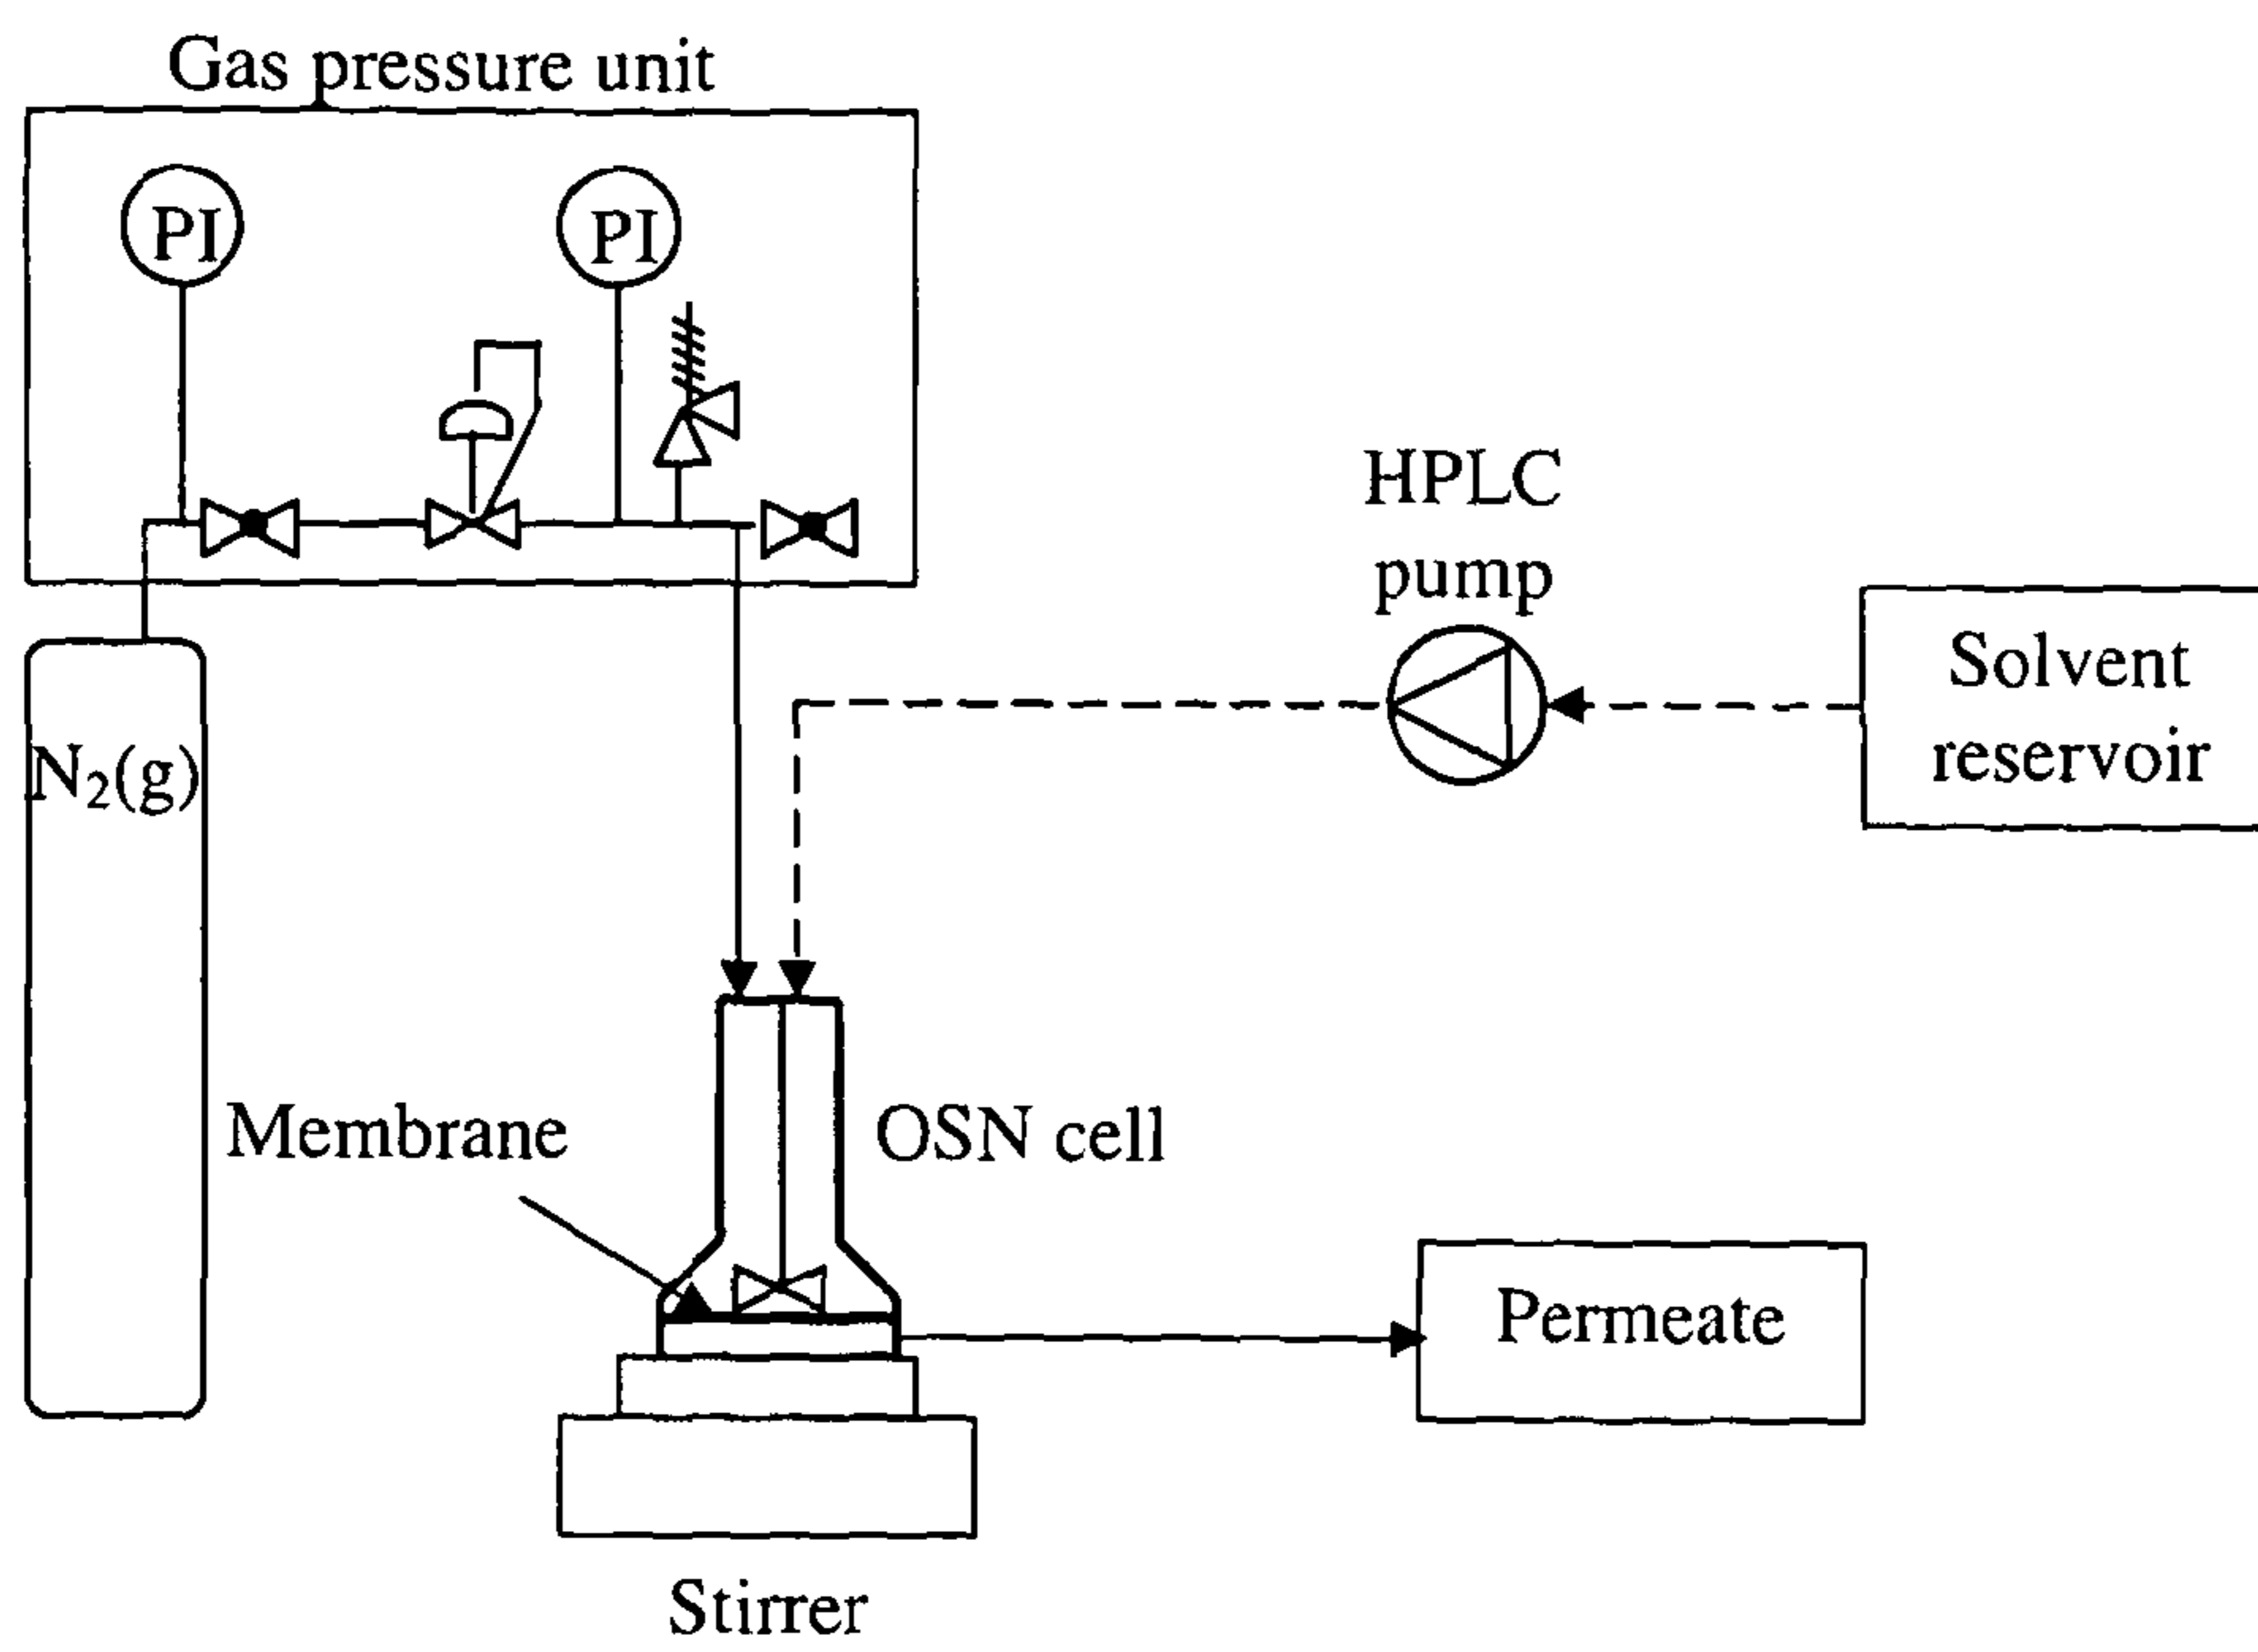 Gas pressure unit
PI
PI
HPLC
pump
Solvent
reservoir
N₂(g)
Membrane
OSN cell
Permeate
Stirrer